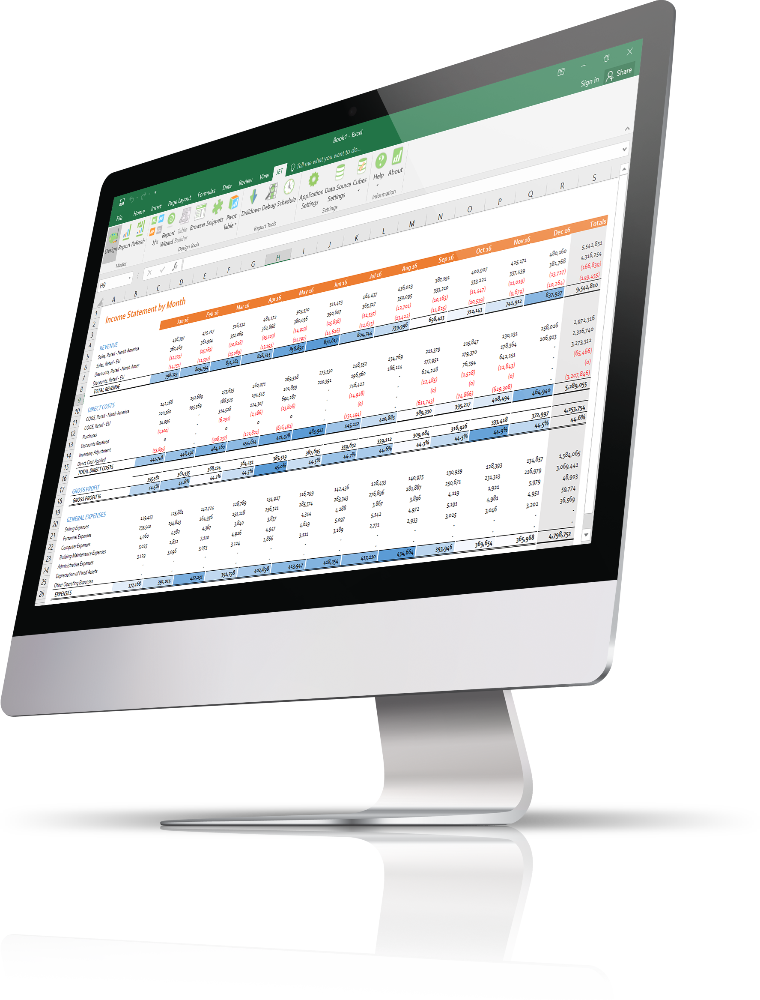 Book1 - Excel
Sign in Share
File Home Insert Page Layout Formulas Data Review View JET Tell me what you want to do...
Design Report Refresh
Modes
NL NF NP GL
Jfx Report Wizard Table Builder Browser Snippets Pivot Table
Design Tools
Drilldown Debug Schedule
Report Tools
Application Settings Data Source Settings Cubes
Settings
Help About
Information
H9 fx
A B C D E F G H I J K L M N O P Q R S
1
2 Income Statement by Month
3 Jan 16 Feb 16 Mar 16 Apr 16 May 16 Jun 16 Jul 16 Aug 16 Sep 16 Oct 16 Nov 16 Dec 16 Totals
4
5 REVENUE
6 Sales, Retail - North America 458,397 475,217 516,132 484,172 503,570 511,473 464,437 436,023 387,191 400,907 425,171 480,160 5,542,851
7 Sales, Retail - EU 367,469 361,954 352,069 362,868 380,036 390,607 365,517 350,095 333,210 333,221 337,439 381,768 4,316,254
8 Discounts, Retail - North Amer (12,779) (15,785) (20,828) (15,103) (14,913) (15,838) (12,537) (12,701) (10,163) (11,447) (11,019) (13,727) (166,839)
9 Discounts, Retail - EU (14,757) (11,592) (15,089) (13,193) (11,797) (14,626) (12,673) (13,422) (11,825) (10,539) (9,679) (10,264) (149,455)
10 TOTAL REVENUE 798,329 809,794 832,284 818,745 856,897 871,617 804,744 759,996 698,413 712,143 741,912 837,937 9,542,810
11
12 DIRECT COSTS
13 COGS, Retail - North America 242,168 252,689 275,635 260,071 269,518 273,530 248,552 234,769 211,379 215,847 230,131 258,026 2,972,316
14 COGS, Retail - EU 200,580 195,569 188,525 194,543 201,859 210,391 196,560 186,114 177,951 179,370 178,364 206,913 2,316,740
15 Purchases 54,995 - 314,528 124,307 690,287 - 746,422 - 624,228 76,394 642,151 - 3,273,312
16 Discounts Received (1,100) - (6,291) (2,486) (13,806) - (14,928) - (12,485) (1,528) (12,843) - (65,466)
17 Inventory Adjustment 0 - 0 0 0 - (0) - (0) (0) (0) - (0)
18 Direct Cost Applied (53,895) - (308,237) (121,821) (676,481) - (731,494) - (611,743) (74,866) (629,308) - (3,207,846)
19 TOTAL DIRECT COSTS 442,748 448,258 464,160 454,614 471,378 483,922 445,112 420,883 389,330 395,217 408,494 464,940 5,289,055
20
21 GROSS PROFIT 355,582 361,535 368,124 364,131 385,519 387,695 359,632 339,112 309,084 316,926 333,418 372,997 4,253,754
22 GROSS PROFIT % 44.5% 44.6% 44.2% 44.5% 45.0% 44.5% 44.7% 44.6% 44.3% 44.5% 44.9% 44.5% 44.6%
23
24 GENERAL EXPENSES
25 Selling Expenses 129,413 125,881 142,724 128,789 134,927 116,299 142,436 128,433 140,975 130,939 128,393 134,857 1,584,065
26 Personnel Expenses 235,540 254,843 264,956 251,118 256,321 285,574 263,343 276,896 281,887 250,671 231,313 216,979 3,069,441
Computer Expenses 4,060 4,382 4,367 3,840 3,837 4,344 4,288 3,867 3,896 4,119 1,921 5,979 48,903
Building Maintenance Expenses 5,025 2,812 7,110 4,926 4,947 4,619 5,097 5,142 4,972 5,191 4,981 4,951 59,774
Administrative Expenses 3,129 3,096 3,073 3,124 2,866 3,111 3,189 2,771 2,933 3,025 3,046 3,202 36,569
Depreciation of Fixed Assets - - - - - - - - - - - - -
Other Operating Expenses - - - - - - - - - - - - -
EXPENSES 377,168 391,014 422,231 391,798 402,898 413,947 418,354 417,110 434,664 393,946 369,654 365,968 4,798,752